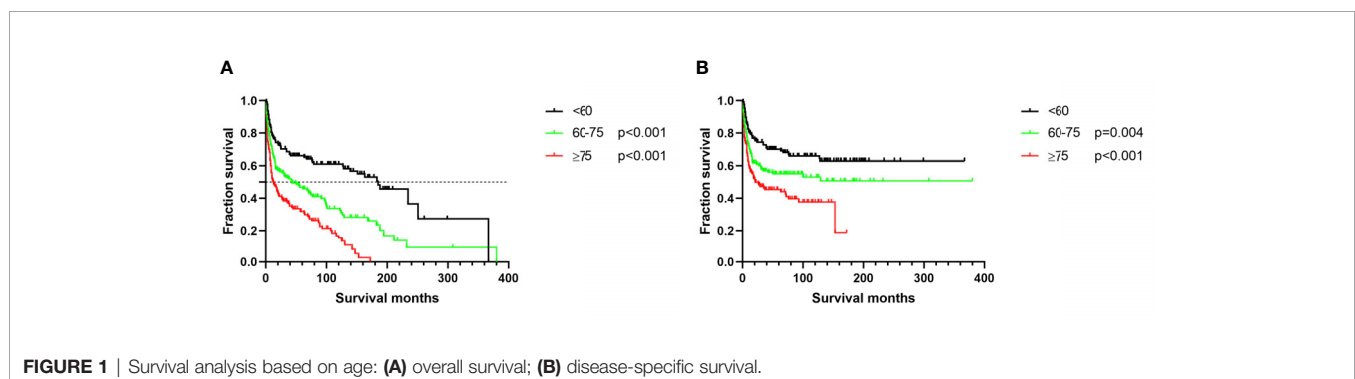 A
1.0
0.8
0.6
0.4
0.2
0.0
Fraction survival
0 100 200 300 400
Survival months
<60
60-75 p<0.001
≥75 p<0.001
B
1.0
0.8
0.6
0.4
0.2
0.0
Fraction survival
0 100 200 300 400
Survival months
<60
60-75 p=0.004
≥75 p<0.001
FIGURE 1 | Survival analysis based on age: (A) overall survival; (B) disease-specific survival.